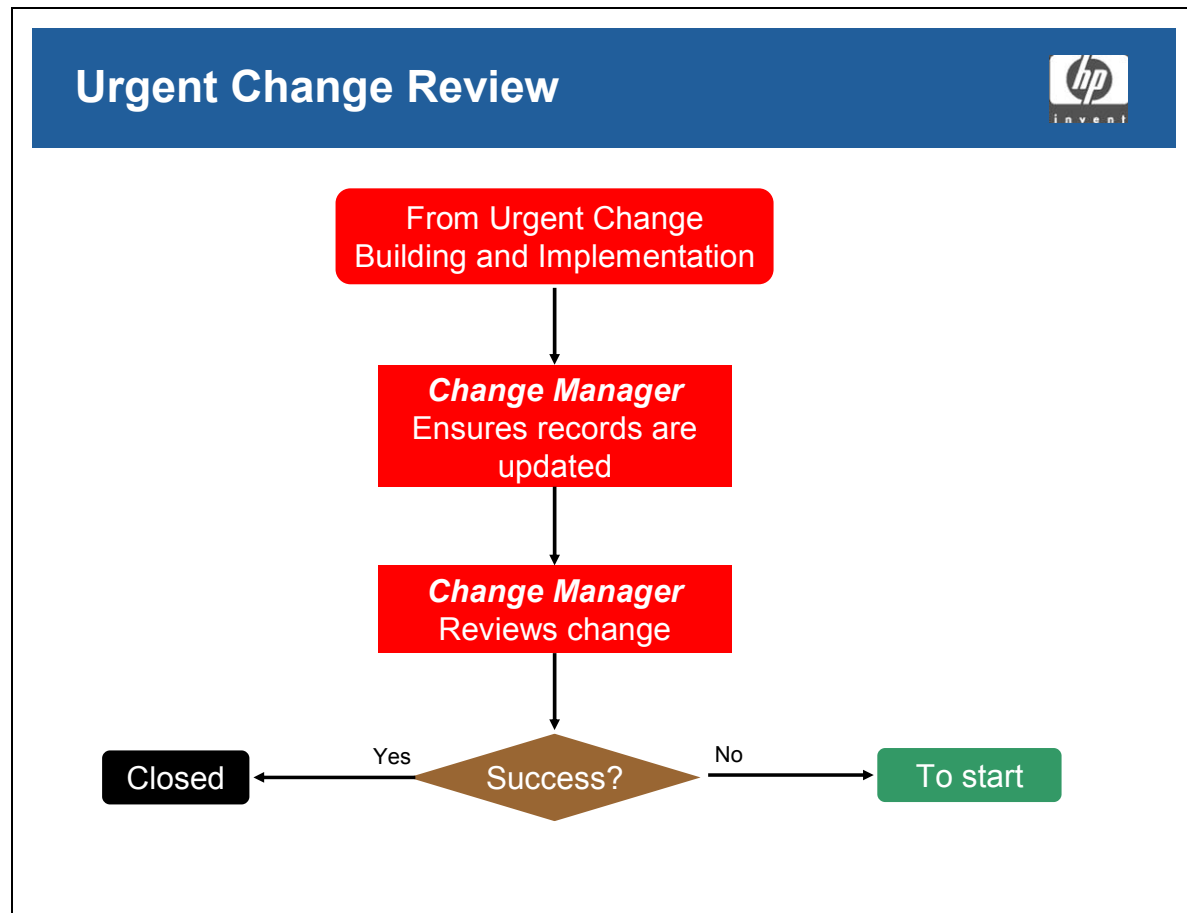 Urgent Change Review
hp
invent
From Urgent Change
Building and Implementation
Change Manager
Ensures records are
updated
Change Manager
Reviews change
Yes
Success?
No
Closed
To start